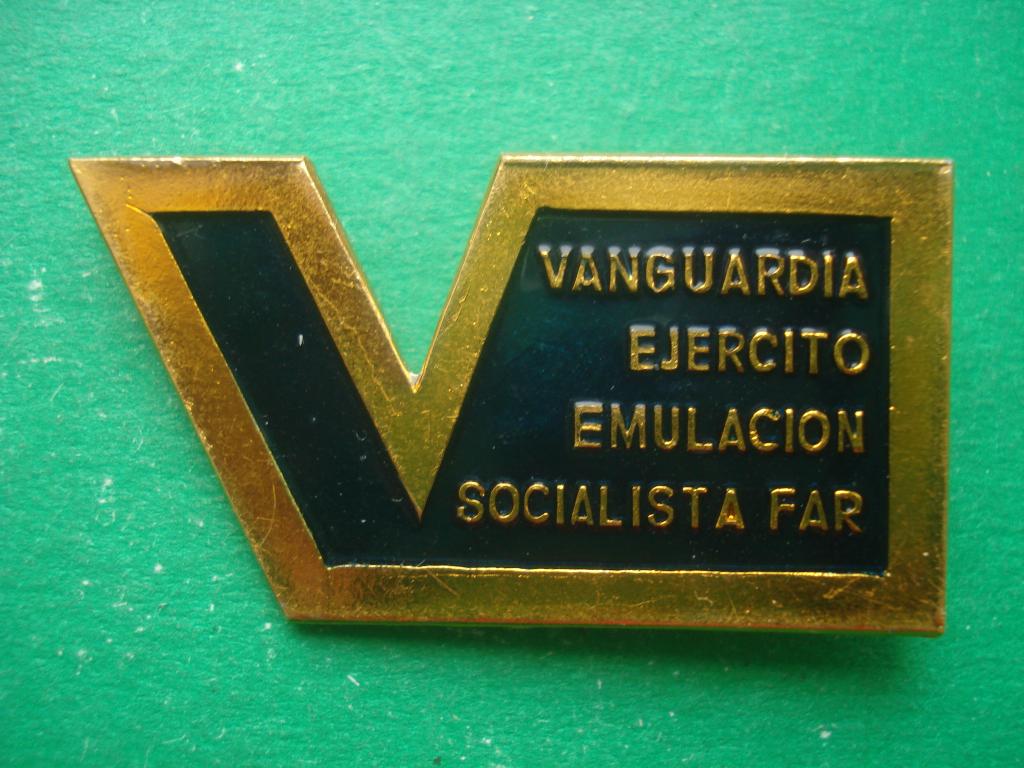 VANGUARDIA
EJERCITO
EMULACION
SOCIALISTA FAR